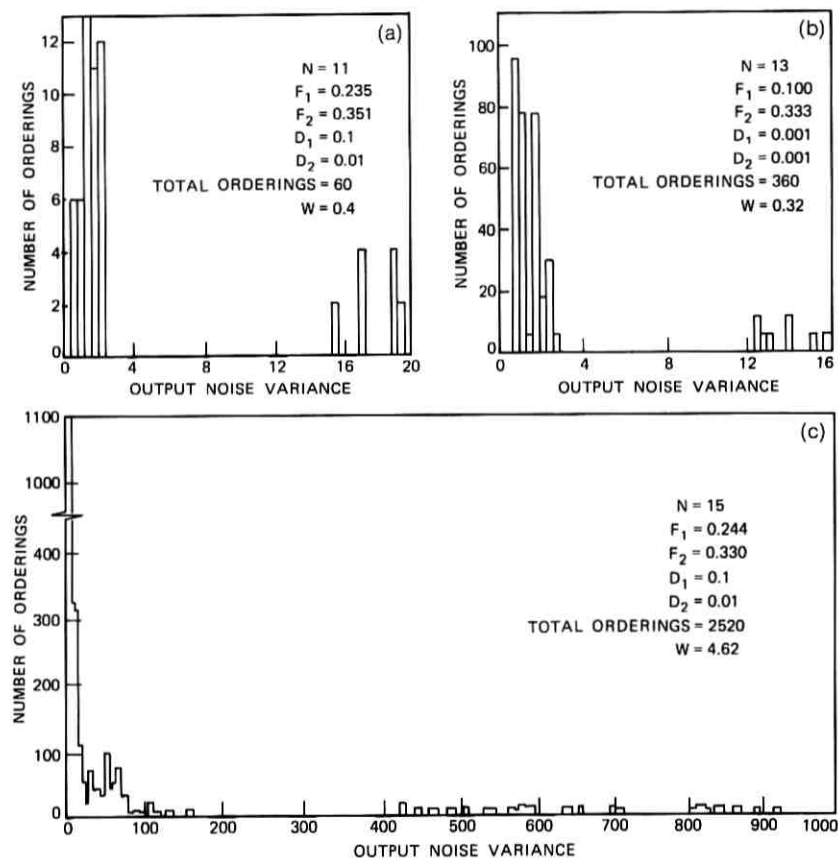 (a)
NUMBER OF ORDERINGS
12
10
8
6
4
2
0
N = 11
F1 = 0.235
F2 = 0.351
D1 = 0.1
D2 = 0.01
TOTAL ORDERINGS = 60
W = 0.4
0 4 8 12 16 20
OUTPUT NOISE VARIANCE
(b)
NUMBER OF ORDERINGS
100
80
60
40
20
0
N = 13
F1 = 0.100
F2 = 0.333
D1 = 0.001
D2 = 0.001
TOTAL ORDERINGS = 360
W = 0.32
0 4 8 12 16
OUTPUT NOISE VARIANCE
(c)
NUMBER OF ORDERINGS
1100
1000
400
300
200
100
0
N = 15
F1 = 0.244
F2 = 0.330
D1 = 0.1
D2 = 0.01
TOTAL ORDERINGS = 2520
W = 4.62
0 100 200 300 400 500 600 700 800 900 1000
OUTPUT NOISE VARIANCE